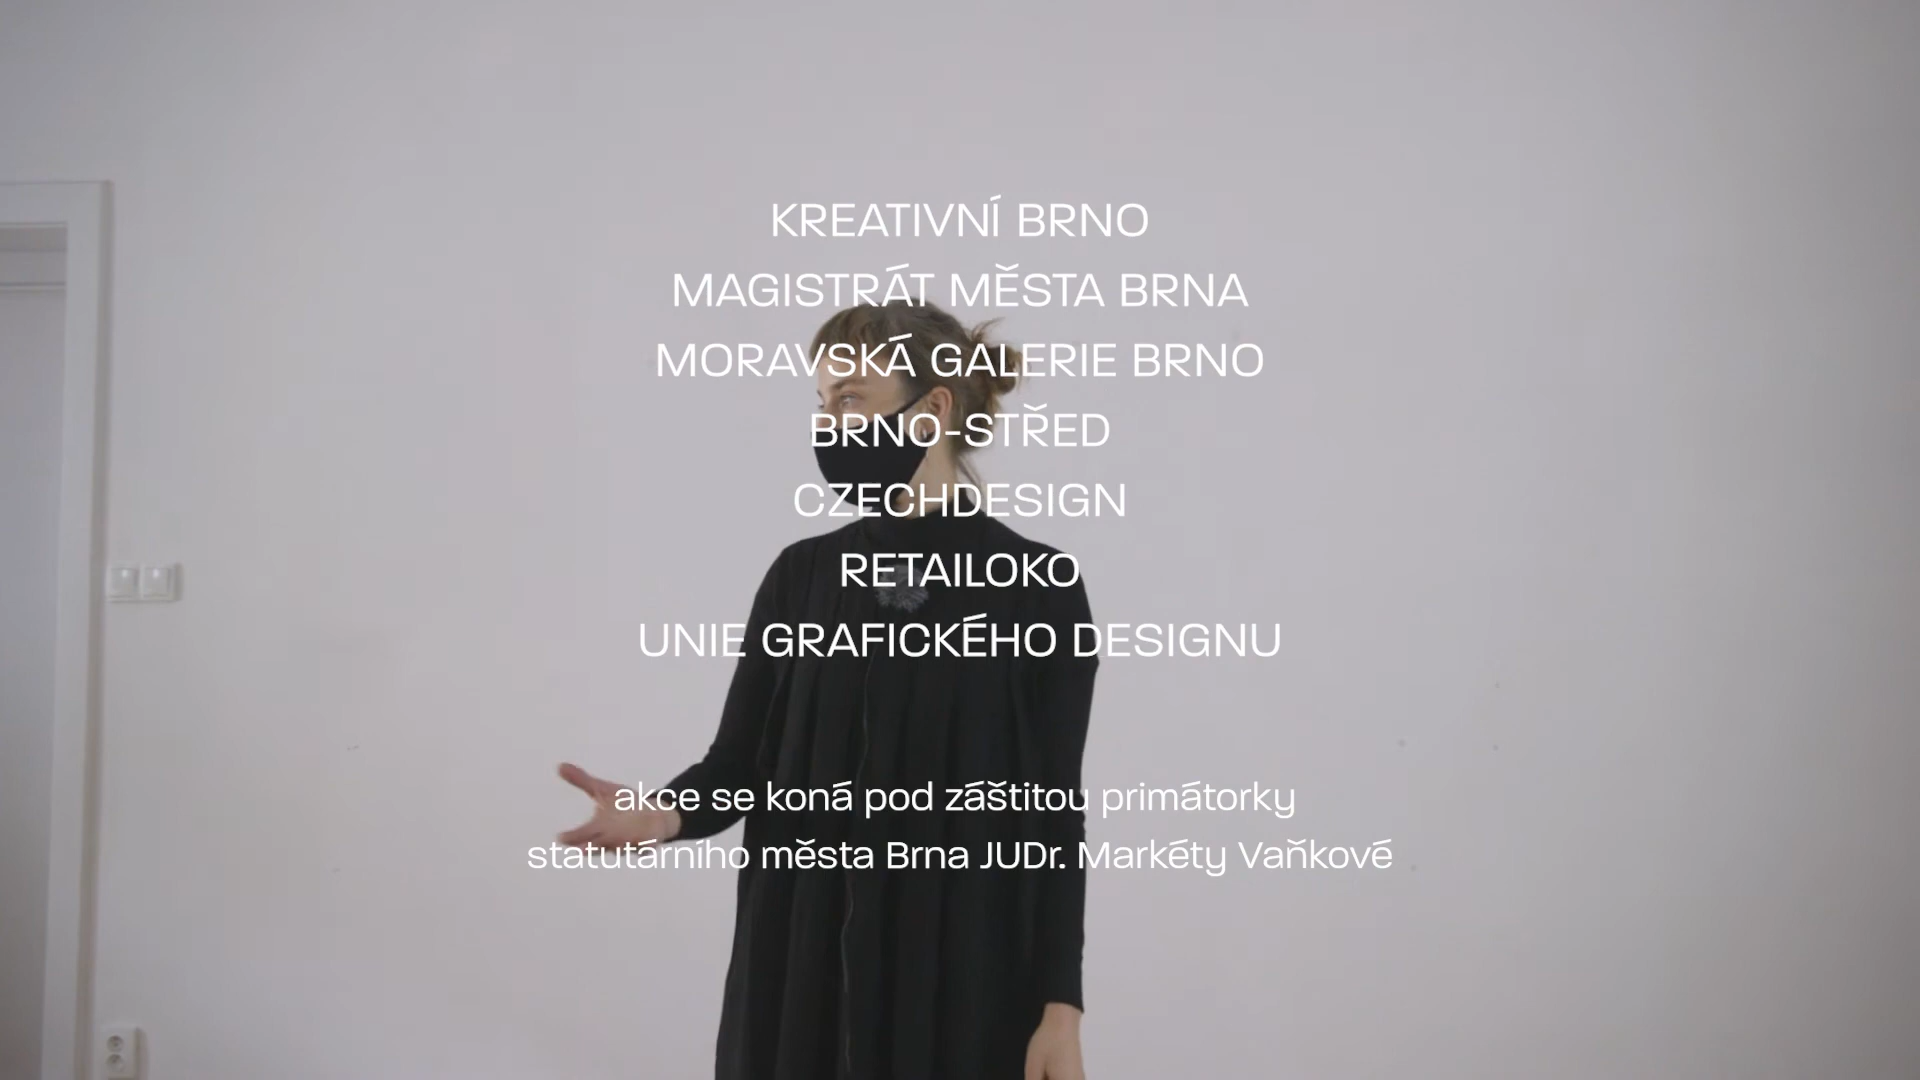 KREATIVNÍ BRNO
MAGISTRÁT MĚSTA BRNA
MORAVSKÁ GALERIE BRNO
BRNO-STŘED
CZECHDESIGN
RETAILOKO
UNIE GRAFICKÉHO DESIGNU
akce se koná pod záštitou primátorky
statutárního města Brna JUDr. Markéty Vaňkové